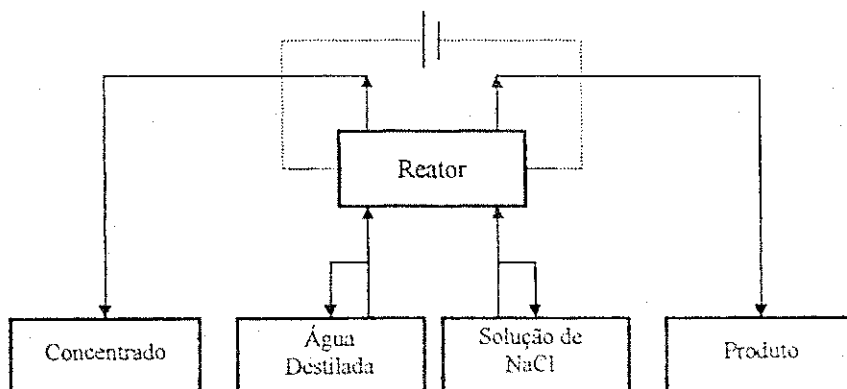 Reator
Concentrado
Água
Destilada
Solução de
NaCl
Produto